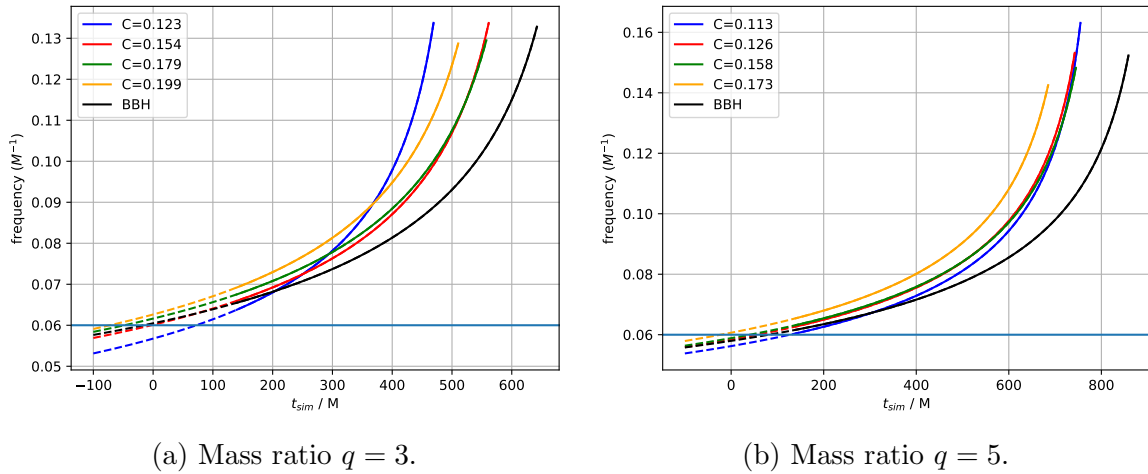 C=0.123
C=0.154
C=0.179
C=0.199
BBH
0.13
0.12
0.11
0.10
0.09
0.08
0.07
0.06
0.05
frequency (M⁻¹)
−100 0 100 200 300 400 500 600
t_sim / M
(a) Mass ratio q = 3.
C=0.113
C=0.126
C=0.158
C=0.173
BBH
0.16
0.14
0.12
0.10
0.08
0.06
frequency (M⁻¹)
0 200 400 600 800
t_sim / M
(b) Mass ratio q = 5.